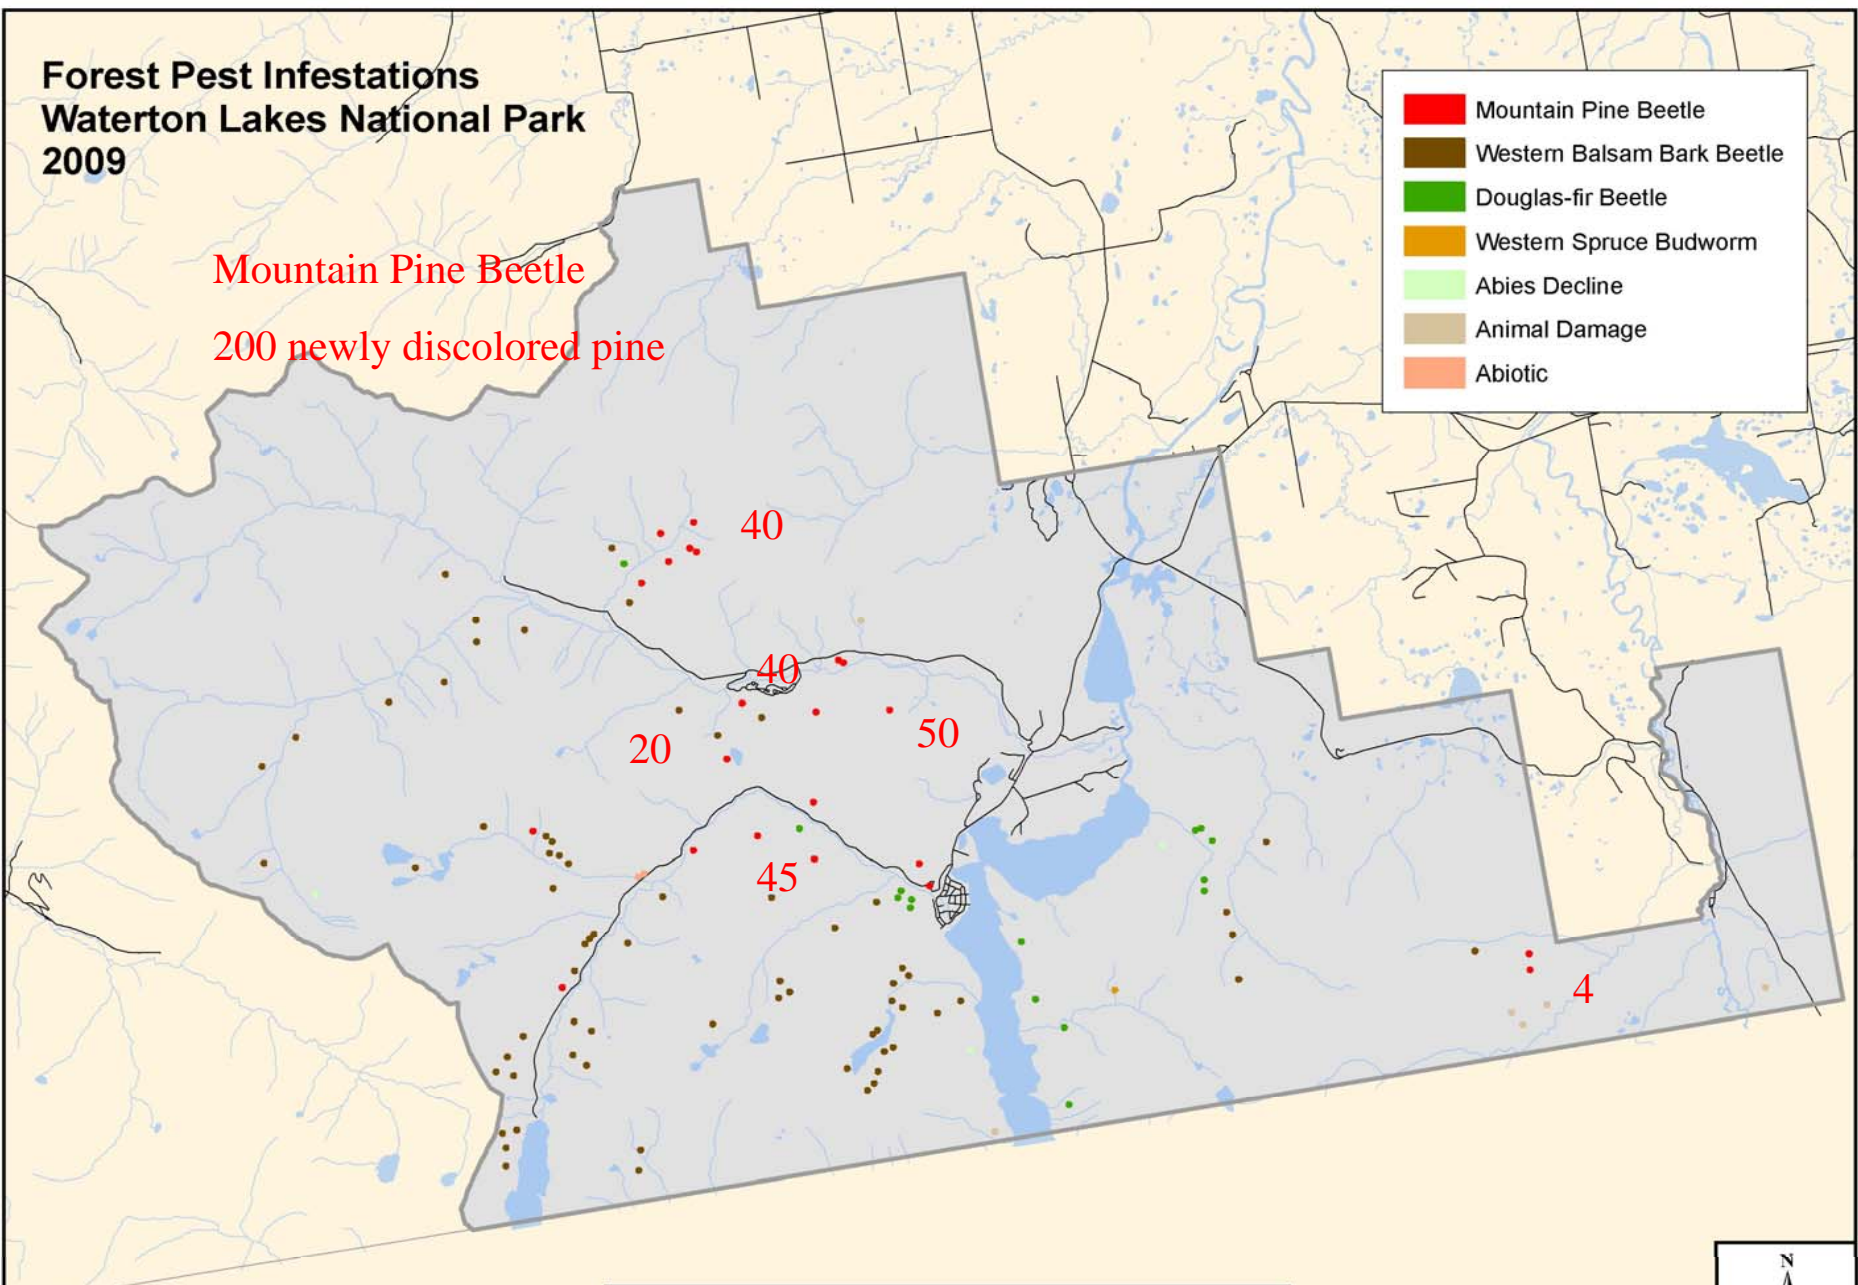 Forest Pest Infestations
Waterton Lakes National Park
2009
Mountain Pine Beetle
Western Balsam Bark Beetle
Douglas-fir Beetle
Western Spruce Budworm
Abies Decline
Animal Damage
Abiotic
Mountain Pine Beetle
200 newly discolored pine
40
40
50
20
45
4
N